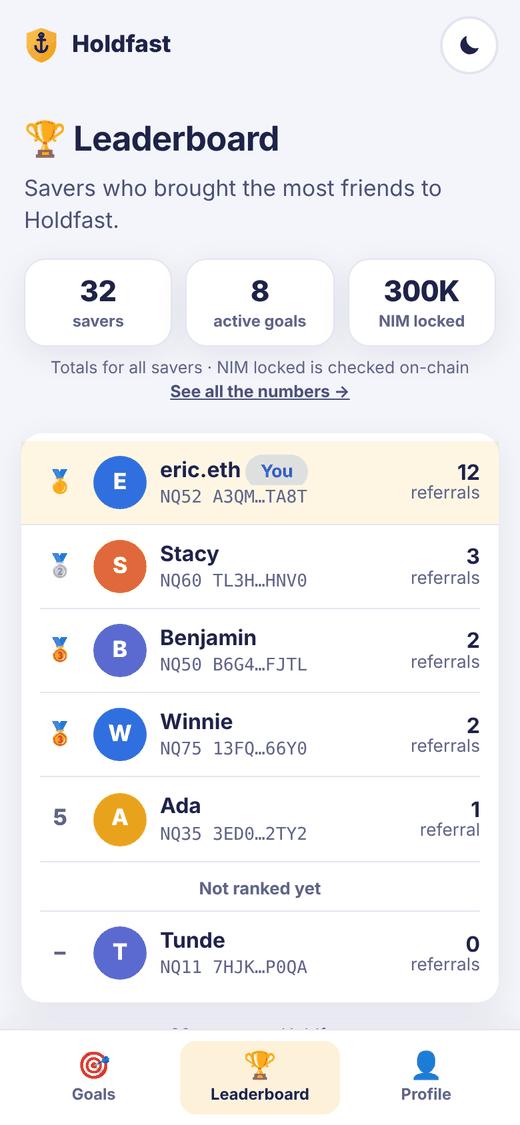 Holdfast
Leaderboard
Savers who brought the most friends to
Holdfast.
32
savers
8
active goals
300K
NIM locked
Totals for all savers · NIM locked is checked on-chain
See all the numbers →
E
eric.eth You
NQ52 A3QM…TA8T
12
referrals
2
S
Stacy
NQ60 TL3H…HNV0
3
referrals
3
B
Benjamin
NQ50 B6G4…FJTL
2
referrals
3
W
Winnie
NQ75 13FQ…66Y0
2
referrals
5
A
Ada
NQ35 3ED0…2TY2
1
referral
Not ranked yet
–
T
Tunde
NQ11 7HJK…P0QA
0
referrals
Goals
Leaderboard
Profile